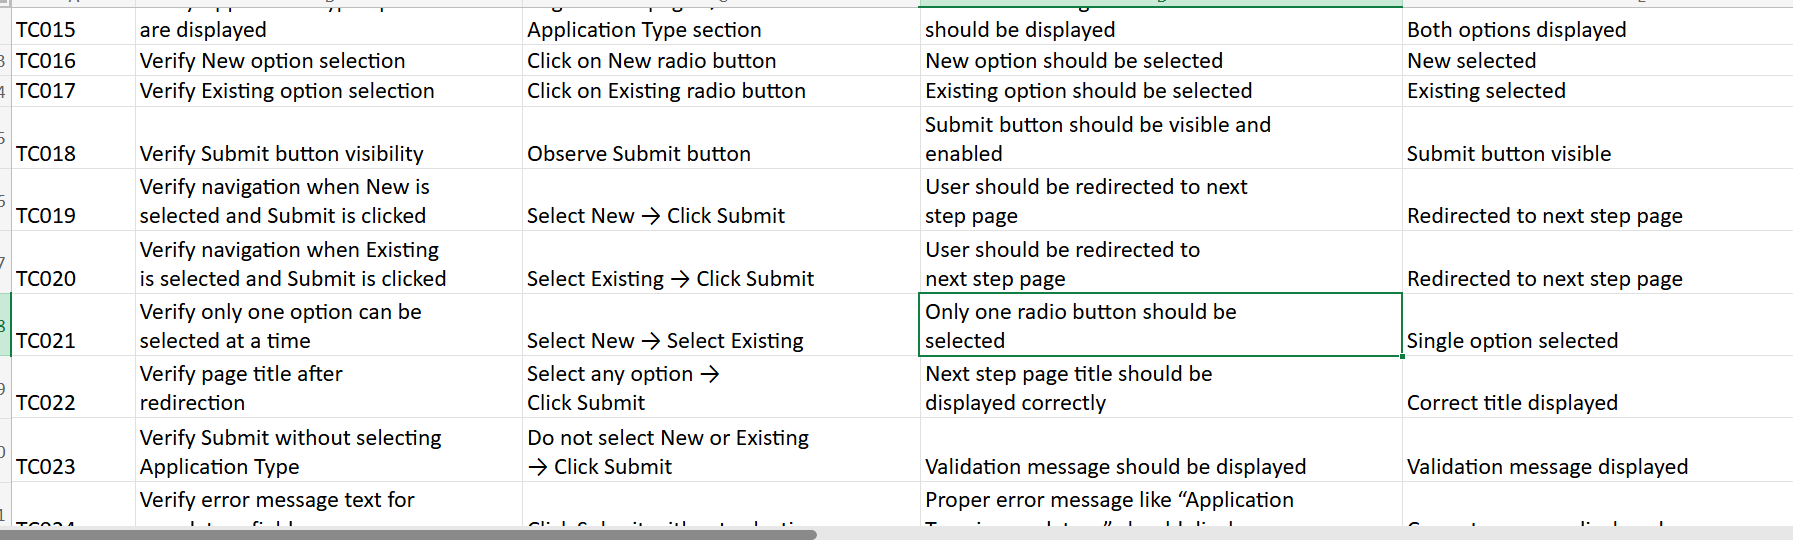 TC015
are displayed
Application Type section
should be displayed
Both options displayed
TC016
Verify New option selection
Click on New radio button
New option should be selected
New selected
TC017
Verify Existing option selection
Click on Existing radio button
Existing option should be selected
Existing selected
TC018
Verify Submit button visibility
Observe Submit button
Submit button should be visible and
enabled
Submit button visible
TC019
Verify navigation when New is
selected and Submit is clicked
Select New → Click Submit
User should be redirected to next
step page
Redirected to next step page
TC020
Verify navigation when Existing
is selected and Submit is clicked
Select Existing → Click Submit
User should be redirected to
next step page
Redirected to next step page
TC021
Verify only one option can be
selected at a time
Select New → Select Existing
Only one radio button should be
selected
Single option selected
TC022
Verify page title after
redirection
Select any option →
Click Submit
Next step page title should be
displayed correctly
Correct title displayed
TC023
Verify Submit without selecting
Application Type
Do not select New or Existing
→ Click Submit
Validation message should be displayed
Validation message displayed
Verify error message text for
Proper error message like “Application